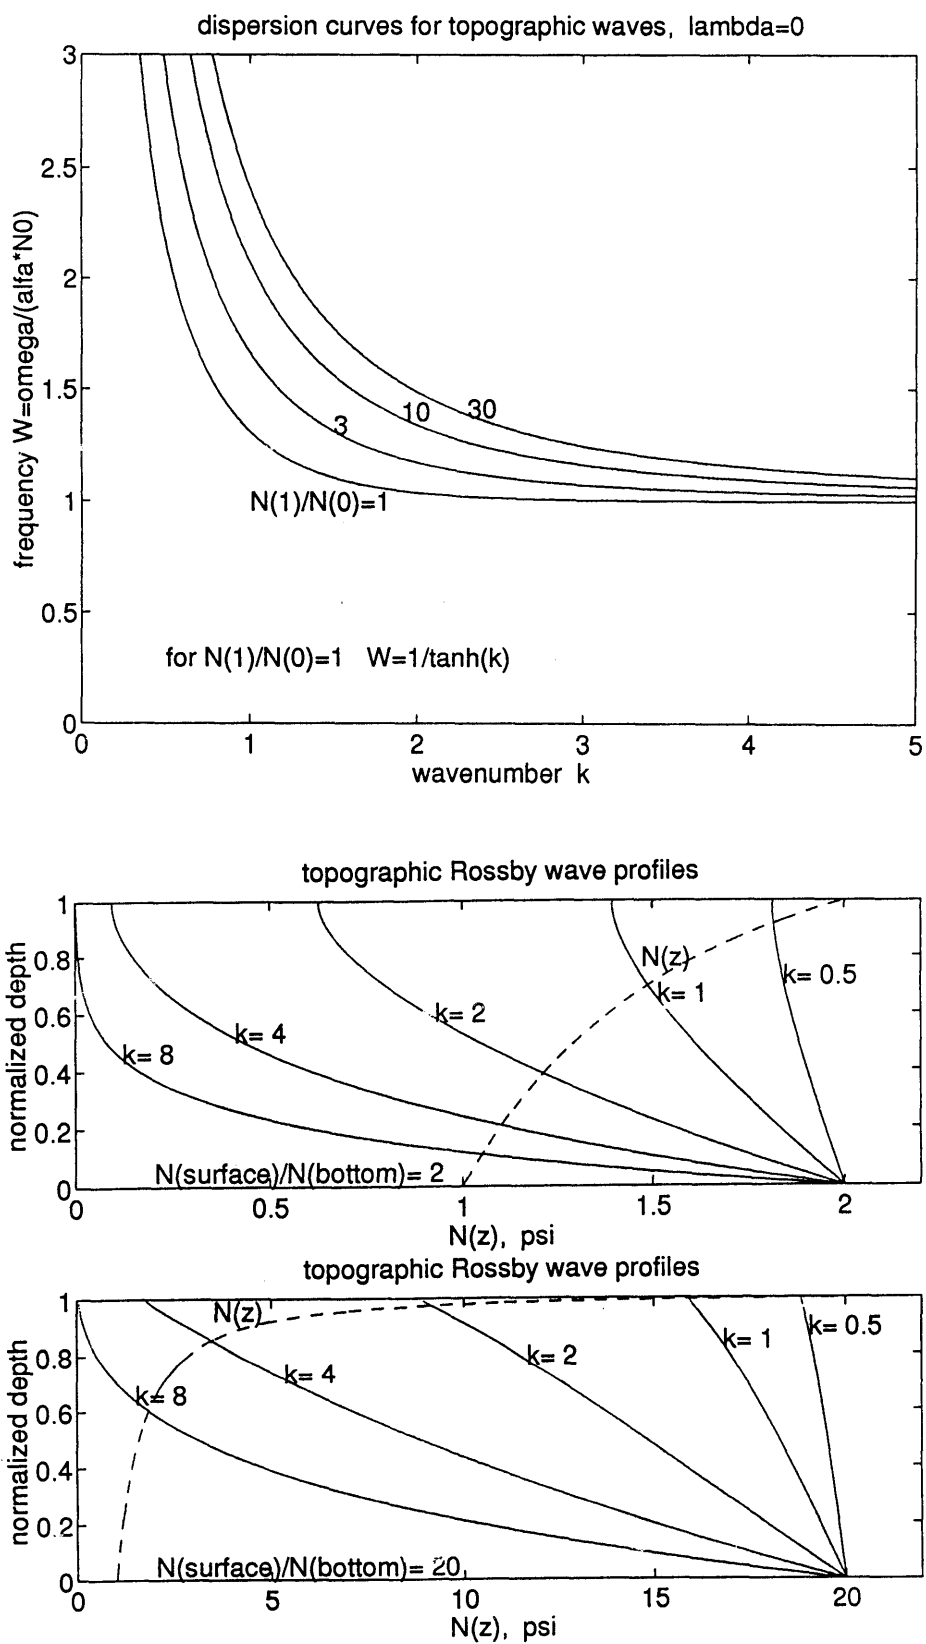 dispersion curves for topographic waves, lambda=0
3
2.5
2
1.5
1
0.5
0
frequency W=omega/(alfa*N0)
30
10
3
N(1)/N(0)=1
for N(1)/N(0)=1 W=1/tanh(k)
0 1 2 3 4 5
wavenumber k
topographic Rossby wave profiles
1
0.8
0.6
0.4
0.2
0
normalized depth
N(z)
k= 0.5
k= 1
k= 2
k= 4
k= 8
N(surface)/N(bottom)= 2
0 0.5 1 1.5 2
N(z), psi
topographic Rossby wave profiles
1
0.8
0.6
0.4
0.2
0
normalized depth
N(z)
k= 0.5
k= 1
k= 2
k= 4
k= 8
N(surface)/N(bottom)= 20
0 5 10 15 20
N(z), psi